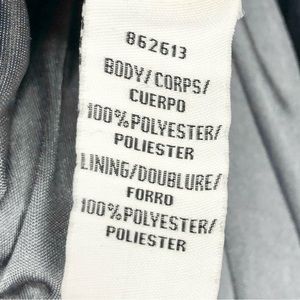 862613
BODY/CORPS/
CUERPO
100%POLYESTER/
POLIESTER
LINING/DOUBLURE/
FORRO
100%POLYESTER/
POLIESTER